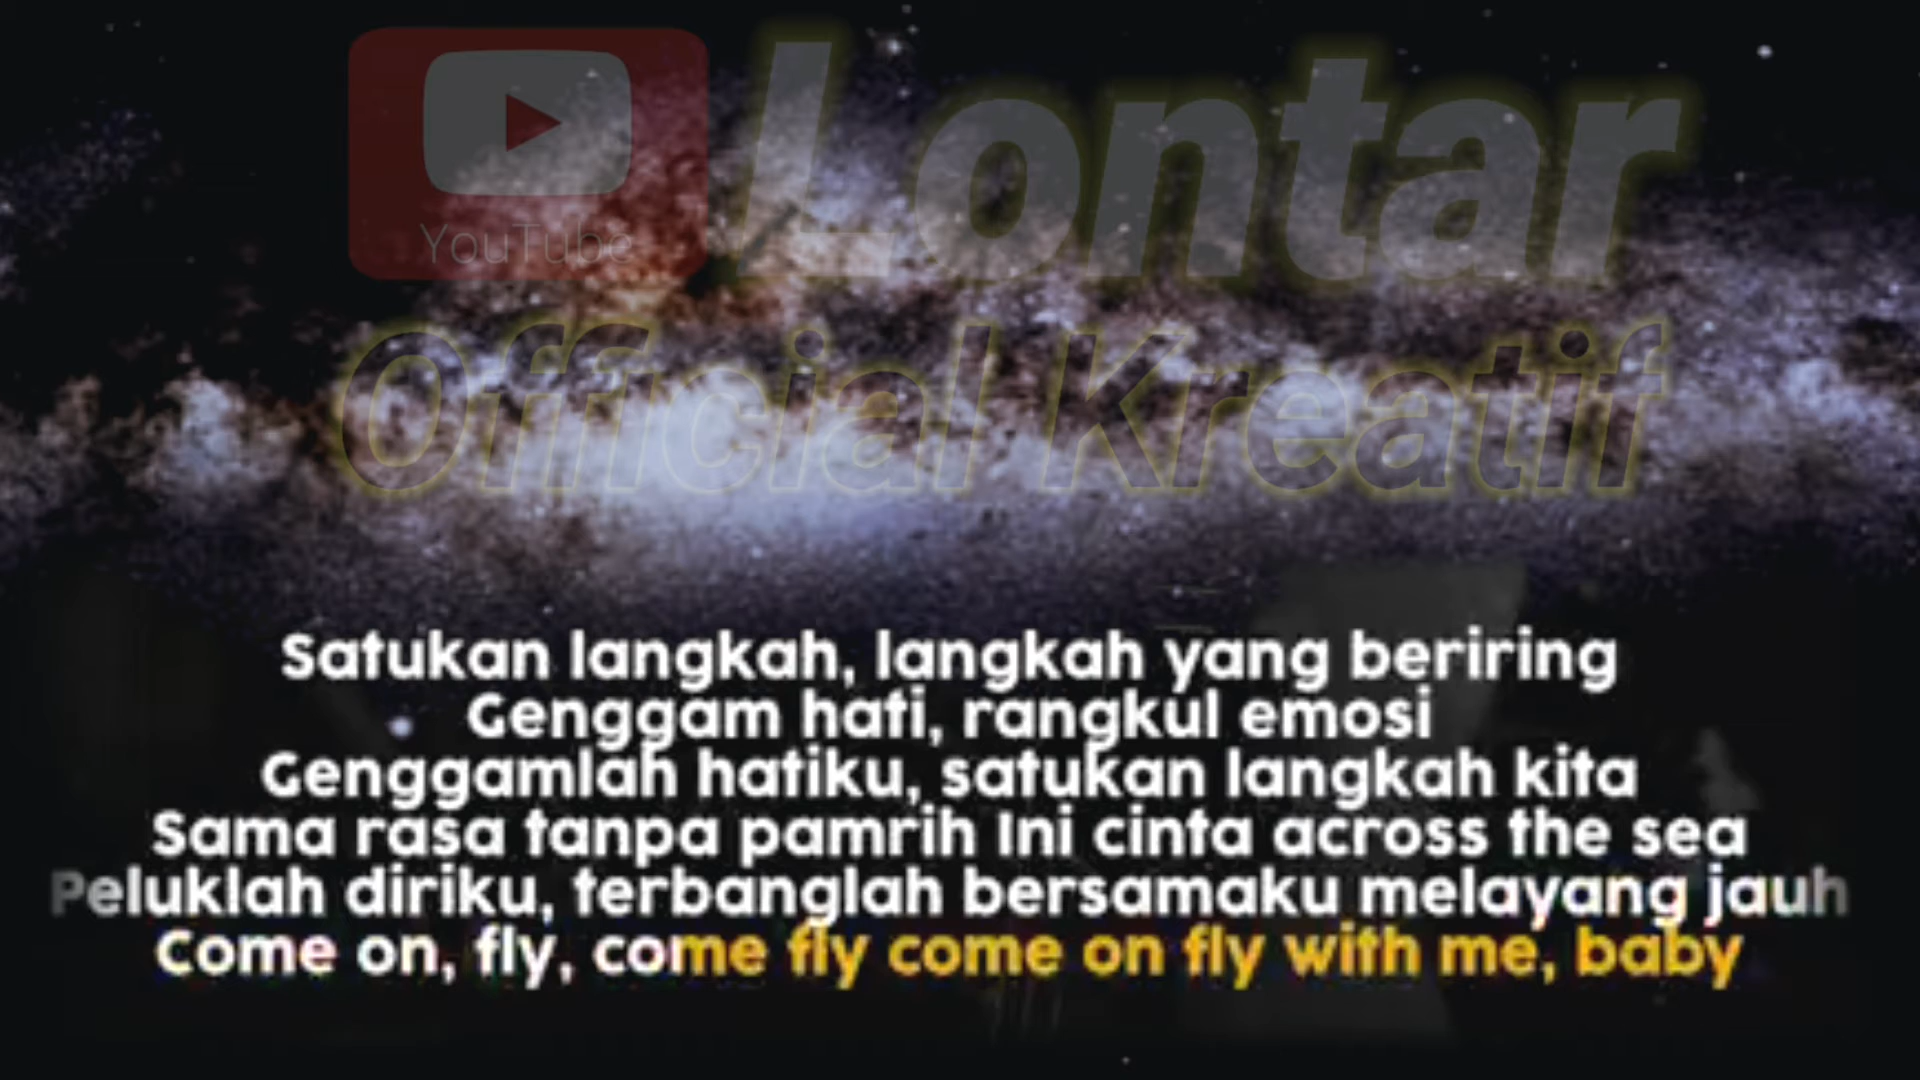 Lontar
YouTube
Official Kreatif
Satukan langkah, langkah yang beriring
Genggam hati, rangkul emosi
Genggamlah hatiku, satukan langkah kita
Sama rasa tanpa pamrih Ini cinta across the sea
Peluklah diriku, terbanglah bersamaku melayang jauh
Come on, fly, come fly come on fly with me, baby